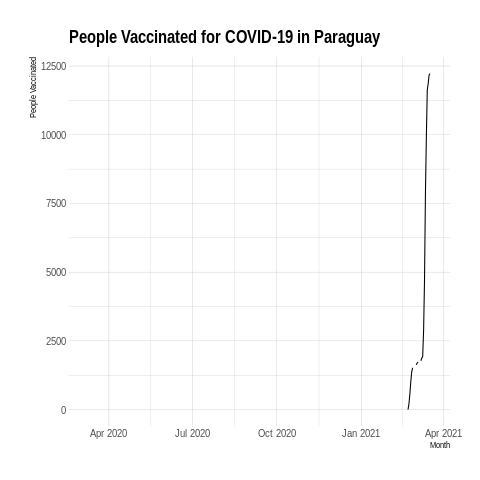 People Vaccinated for COVID-19 in Paraguay
People Vaccinated
12500
10000
7500
5000
2500
0
Apr 2020 Jul 2020 Oct 2020 Jan 2021 Apr 2021
Month